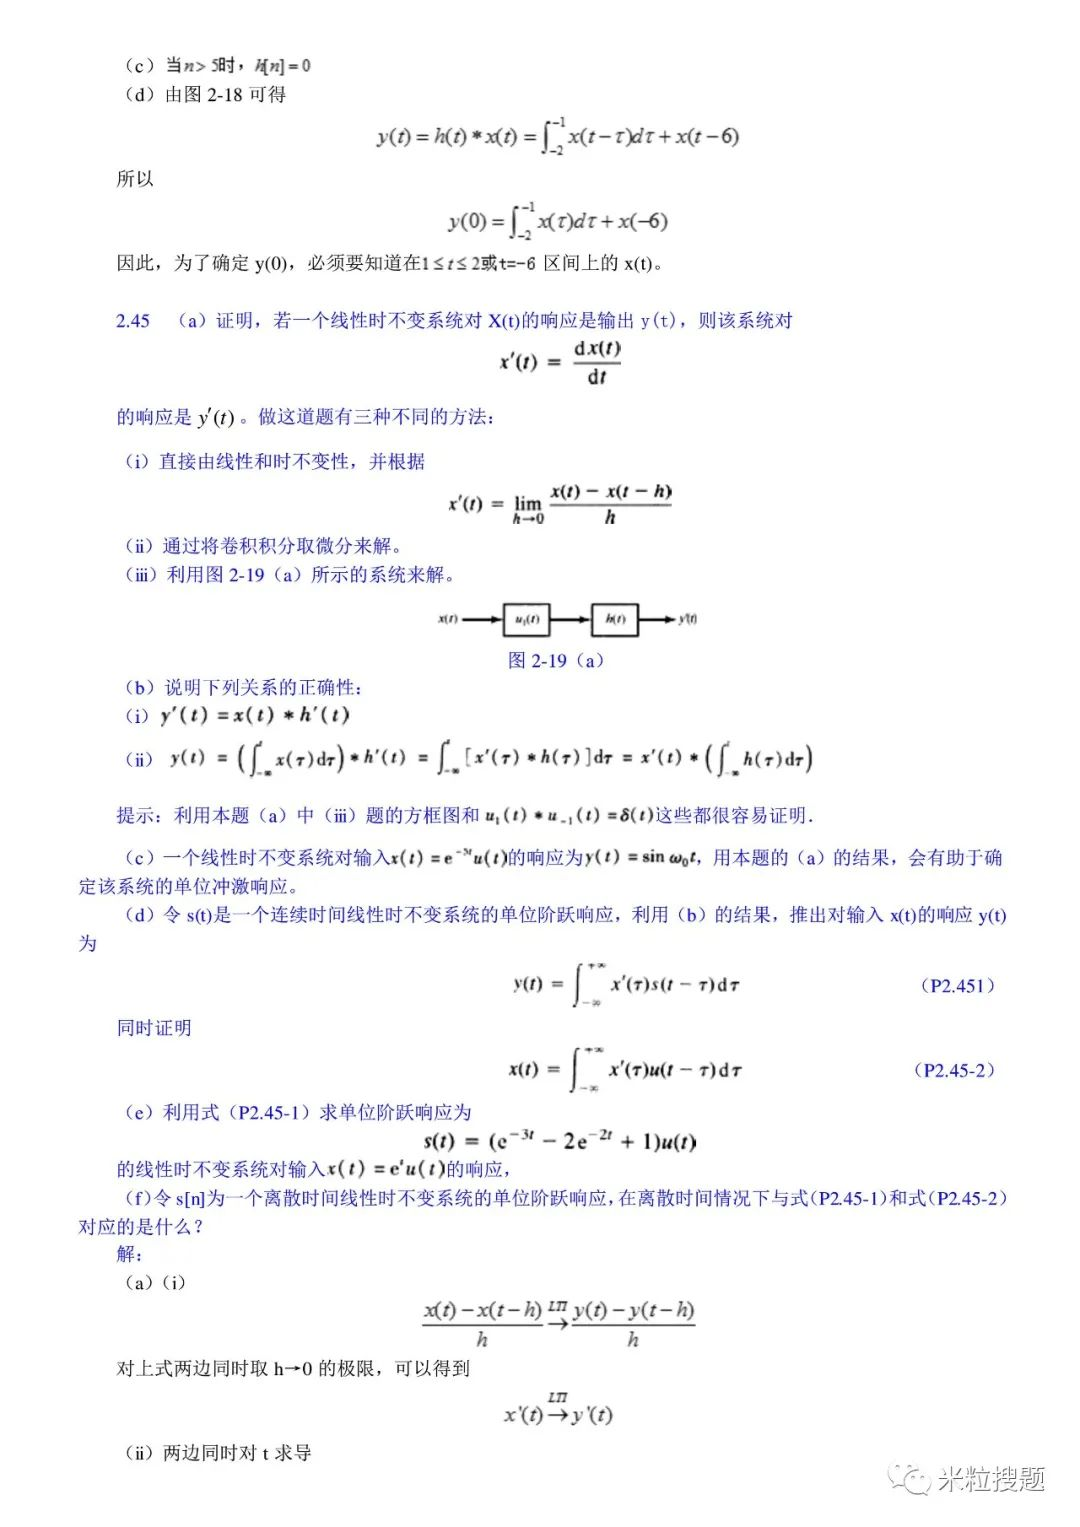 （c）当n> 5时，h[n]=0
（d）由图 2-18 可得
y(t) = h(t) * x(t) = ∫_{-2}^{-1} x(t-τ)dτ + x(t-6)
所以
y(0) = ∫_{-2}^{-1} x(τ)dτ + x(-6)
因此，为了确定 y(0)，必须要知道在1 ≤ t ≤ 2或t=-6 区间上的 x(t)。
2.45 （a）证明，若一个线性时不变系统对 X(t)的响应是输出 y(t)，则该系统对
x′(t) = dx(t)/dt
的响应是 y′(t) 。做这道题有三种不同的方法：
（i）直接由线性和时不变性，并根据
x′(t) = lim_{h→0} (x(t) − x(t − h))/h
（ii）通过将卷积积分取微分来解。
（iii）利用图 2-19（a）所示的系统来解。
x(t) u₁(t) h(t) y′(t)
图 2-19（a）
（b）说明下列关系的正确性：
（i）y′(t) = x(t) * h′(t)
（ii） y(t) = (∫_{-∞}^{t} x(τ)dτ) * h′(t) = ∫_{-∞}^{t} [x′(τ) * h(τ)]dτ = x′(t) * (∫_{-∞}^{t} h(τ)dτ)
提示：利用本题（a）中（iii）题的方框图和 u₁(t) * u₋₁(t) = δ(t)这些都很容易证明．
（c）一个线性时不变系统对输入x(t) = e^{-3t}u(t)的响应为y(t) = sin ω₀t，用本题的（a）的结果，会有助于确
定该系统的单位冲激响应。
（d）令 s(t)是一个连续时间线性时不变系统的单位阶跃响应，利用（b）的结果，推出对输入 x(t)的响应 y(t)
为
y(t) = ∫_{-∞}^{+∞} x′(τ)s(t − τ)dτ （P2.451）
同时证明
x(t) = ∫_{-∞}^{+∞} x′(τ)u(t − τ)dτ （P2.45-2）
（e）利用式（P2.45-1）求单位阶跃响应为
s(t) = (e^{-3t} − 2e^{-2t} + 1)u(t)
的线性时不变系统对输入x(t) = e^{t}u(t)的响应，
（f）令 s[n]为一个离散时间线性时不变系统的单位阶跃响应，在离散时间情况下与式（P2.45-1）和式（P2.45-2）
对应的是什么？
解：
（a）（i）
(x(t)-x(t-h))/h →^{LTI} (y(t)-y(t-h))/h
对上式两边同时取 h→0 的极限，可以得到
x'(t) →^{LTI} y'(t)
（ii）两边同时对 t 求导
米粒搜题